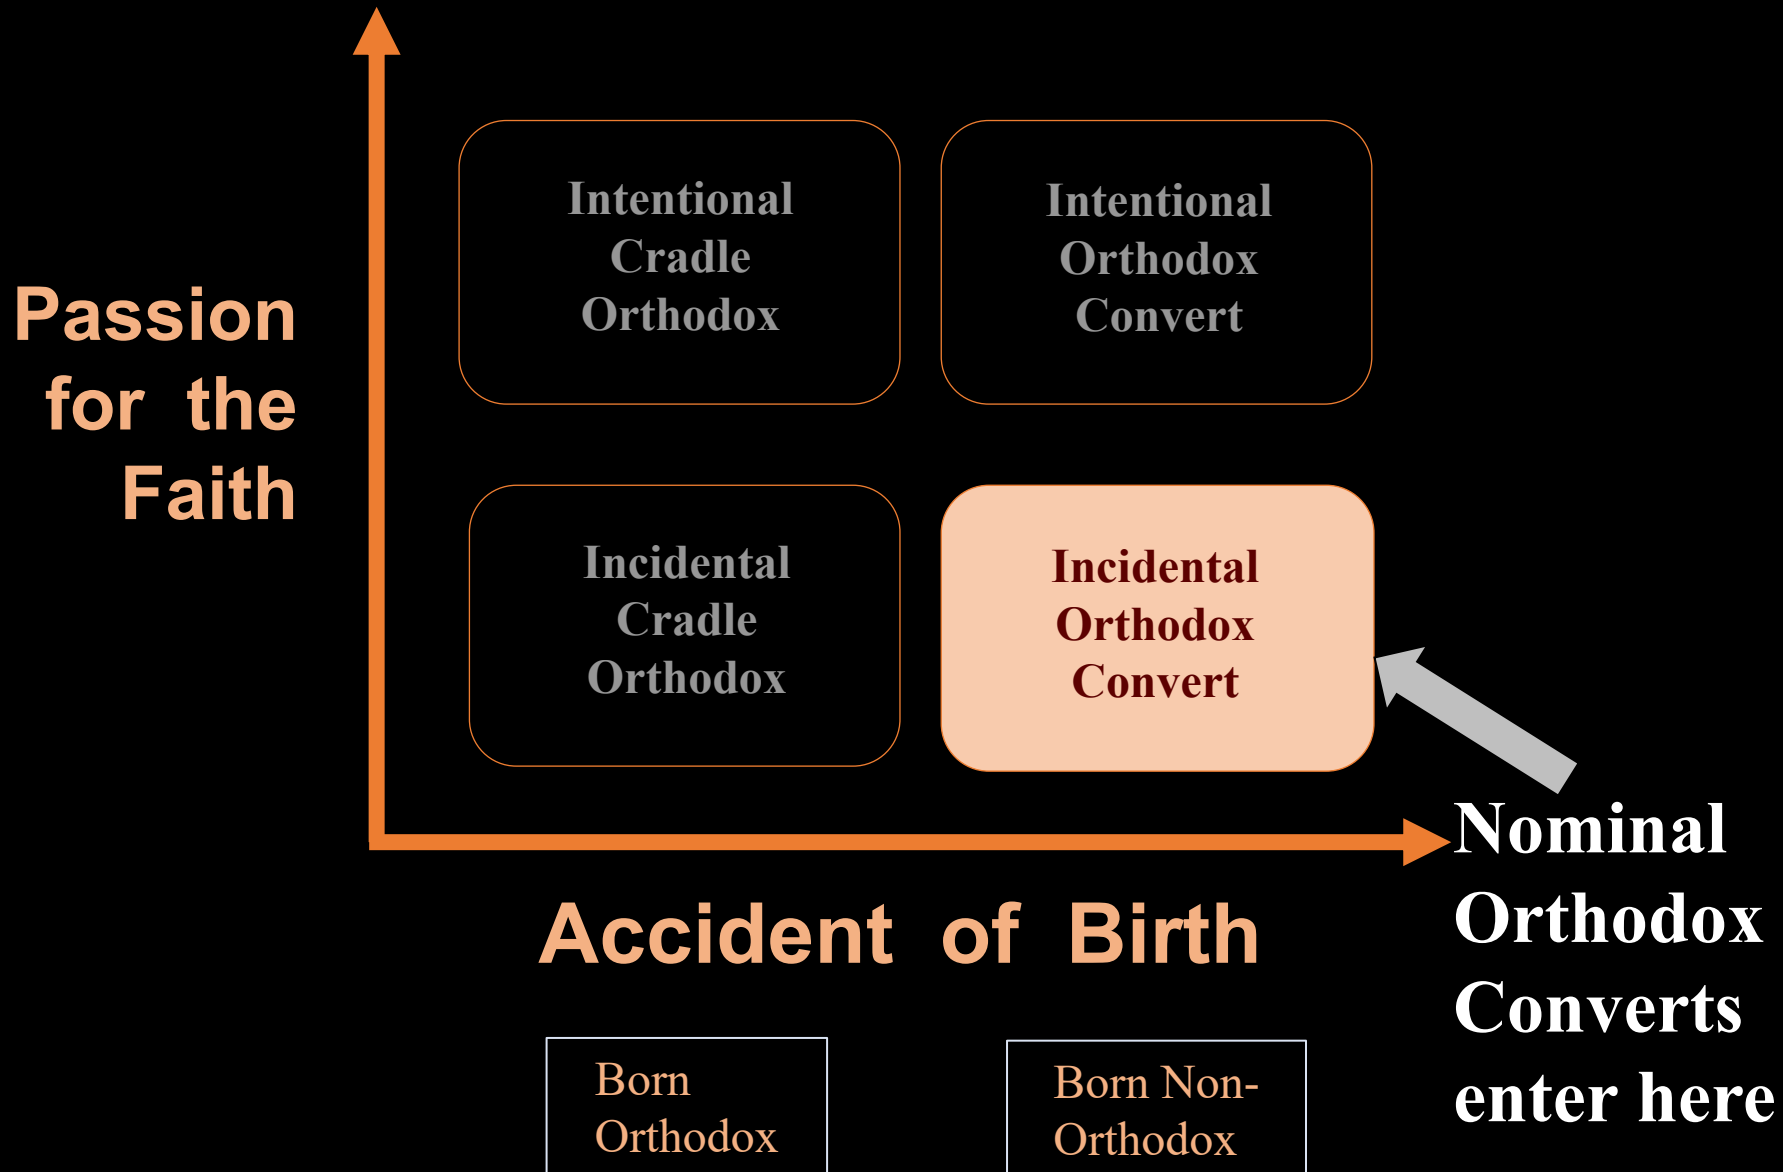 Intentional
Cradle
Orthodox
Intentional
Orthodox
Convert
Passion
for the
Faith
Incidental
Cradle
Orthodox
Incidental
Orthodox
Convert
Nominal
Orthodox
Converts
enter here
Accident of Birth
Born
Orthodox
Born Non-
Orthodox